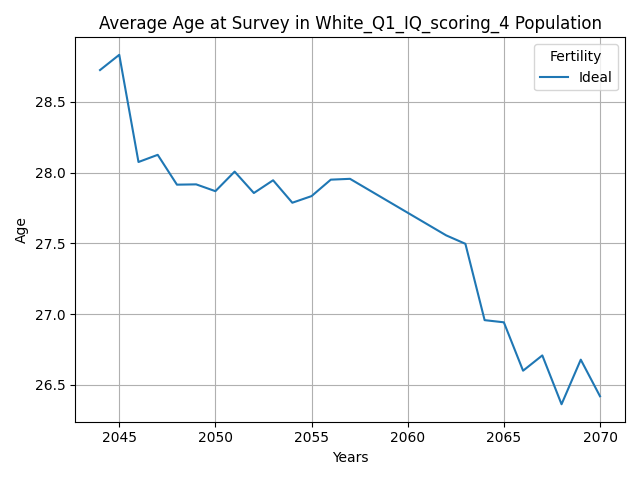 Average Age at Survey in White_Q1_IQ_scoring_4 Population
Fertility
Ideal
28.5
28.0
27.5
27.0
26.5
Age
2045 2050 2055 2060 2065 2070
Years